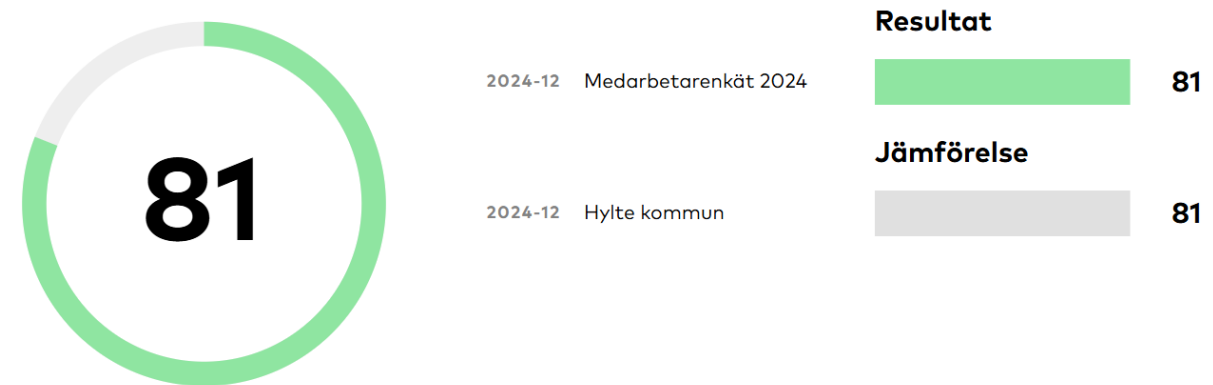 81
Resultat
2024-12 Medarbetarenkät 2024 81
Jämförelse
2024-12 Hylte kommun 81